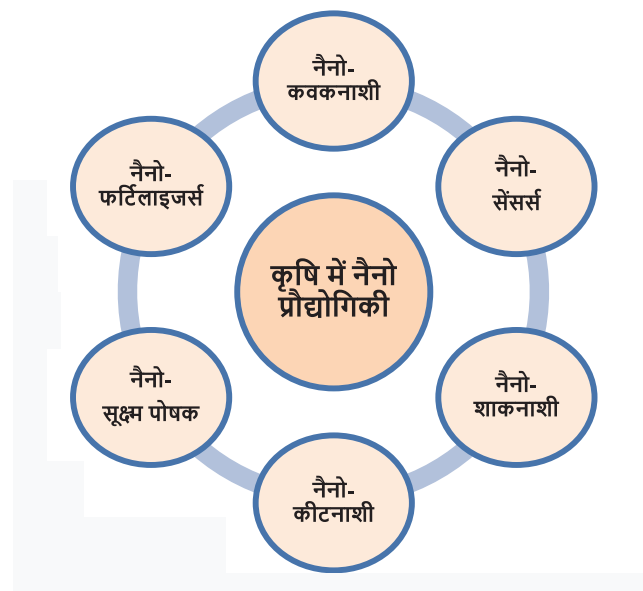 नैनो-
कवकनाशी
नैनो-
सेंसर्स
नैनो-
शाकनाशी
नैनो-
कीटनाशी
नैनो-
सूक्ष्म पोषक
नैनो-
फर्टिलाइजर्स
कृषि में नैनो
प्रौद्योगिकी